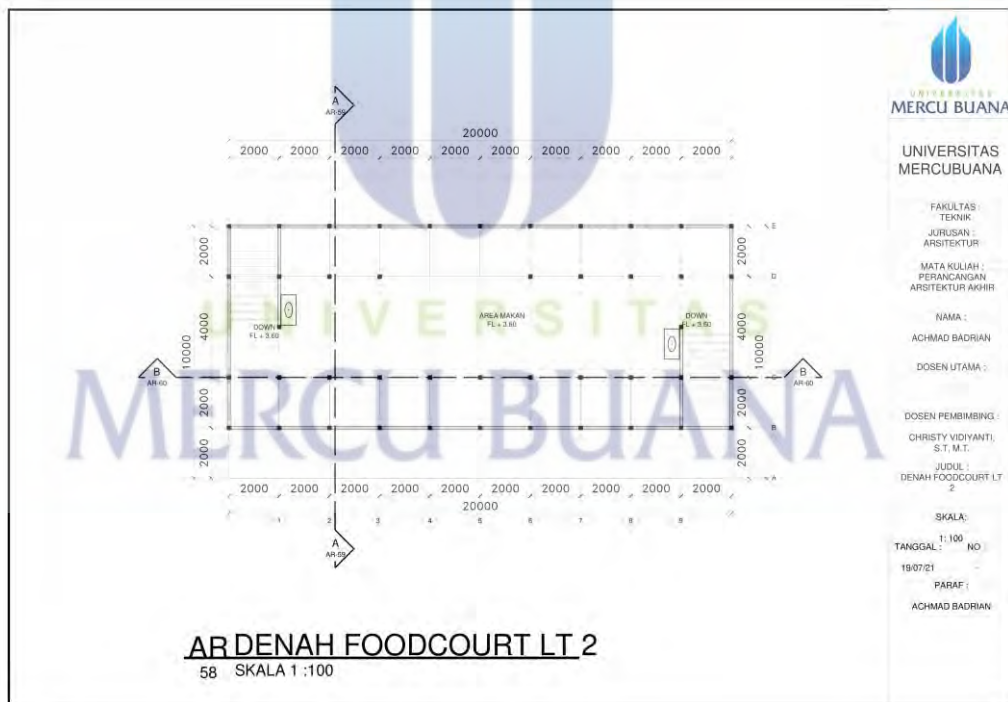 A
AR-59
20000
2000 2000 2000 2000 2000 2000 2000 2000 2000 2000
2000
4000
10000
2000
2000
DOWN
FL + 3.60
AREA MAKAN
FL + 3.60
DOWN
FL + 3.60
2000
4000
10000
2000
2000
E
D
B
B
AR-60
B
AR-60
2000 2000 2000 2000 2000 2000 2000 2000 2000 2000
20000
1 2 3 4 5 6 7 8 9
A
AR-59
UNIVERSITAS
MERCU BUANA
AR DENAH FOODCOURT LT 2
58 SKALA 1 :100
UNIVERSITAS
MERCU BUANA
UNIVERSITAS
MERCUBUANA
FAKULTAS :
TEKNIK
JURUSAN :
ARSITEKTUR
MATA KULIAH :
PERANCANGAN
ARSITEKTUR AKHIR
NAMA :
ACHMAD BADRIAN
DOSEN UTAMA :
DOSEN PEMBIMBING :
CHRISTY VIDIYANTI,
S.T, M.T.
JUDUL :
DENAH FOODCOURT LT
2
SKALA:
1: 100
TANGGAL : NO
19/07/21 -
PARAF :
ACHMAD BADRIAN